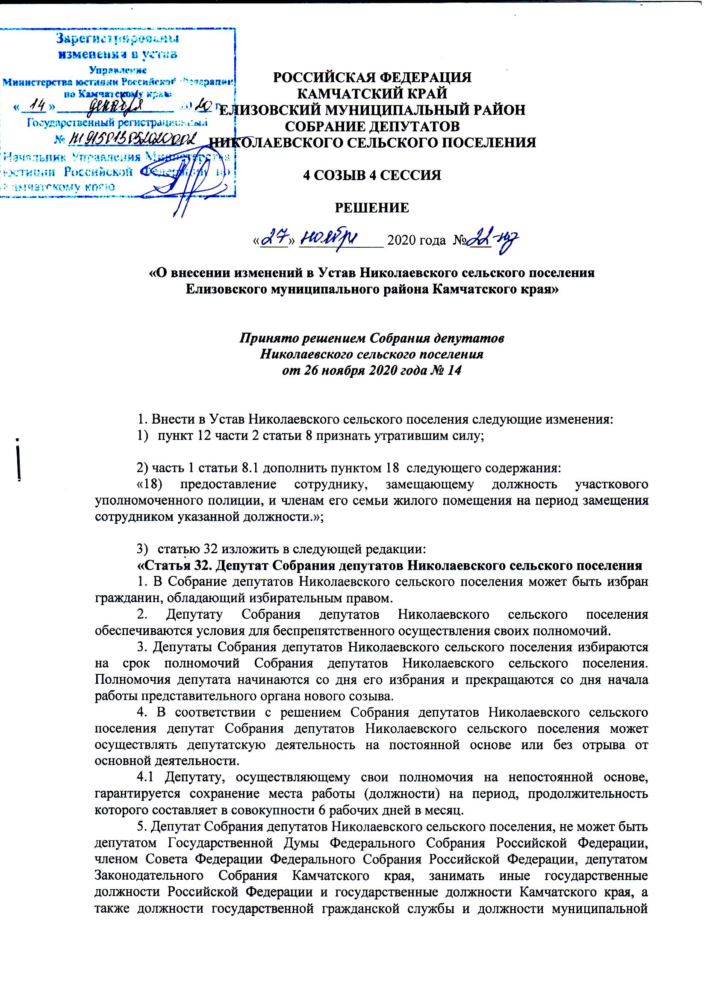 Зарегистрированы
изменения в устав
Управление
Министерства юстиции Российской Федерации
по Камчатскому краю
« 14 » декабря 2020 г.
Государственный регистрационный
№
Начальник Управления Министерства
юстиции Российской Федерации по
Камчатскому краю
РОССИЙСКАЯ ФЕДЕРАЦИЯ
КАМЧАТСКИЙ КРАЙ
ЕЛИЗОВСКИЙ МУНИЦИПАЛЬНЫЙ РАЙОН
СОБРАНИЕ ДЕПУТАТОВ
НИКОЛАЕВСКОГО СЕЛЬСКОГО ПОСЕЛЕНИЯ
4 СОЗЫВ 4 СЕССИЯ
РЕШЕНИЕ
«27» ноября 2020 года № 22-нд
«О внесении изменений в Устав Николаевского сельского поселения
Елизовского муниципального района Камчатского края»
Принято решением Собрания депутатов
Николаевского сельского поселения
от 26 ноября 2020 года № 14
1. Внести в Устав Николаевского сельского поселения следующие изменения:
1) пункт 12 части 2 статьи 8 признать утратившим силу;
2) часть 1 статьи 8.1 дополнить пунктом 18 следующего содержания:
«18) предоставление сотруднику, замещающему должность участкового
уполномоченного полиции, и членам его семьи жилого помещения на период замещения
сотрудником указанной должности.»;
3) статью 32 изложить в следующей редакции:
«Статья 32. Депутат Собрания депутатов Николаевского сельского поселения
1. В Собрание депутатов Николаевского сельского поселения может быть избран
гражданин, обладающий избирательным правом.
2. Депутату Собрания депутатов Николаевского сельского поселения
обеспечиваются условия для беспрепятственного осуществления своих полномочий.
3. Депутаты Собрания депутатов Николаевского сельского поселения избираются
на срок полномочий Собрания депутатов Николаевского сельского поселения.
Полномочия депутата начинаются со дня его избрания и прекращаются со дня начала
работы представительного органа нового созыва.
4. В соответствии с решением Собрания депутатов Николаевского сельского
поселения депутат Собрания депутатов Николаевского сельского поселения может
осуществлять депутатскую деятельность на постоянной основе или без отрыва от
основной деятельности.
4.1 Депутату, осуществляющему свои полномочия на непостоянной основе,
гарантируется сохранение места работы (должности) на период, продолжительность
которого составляет в совокупности 6 рабочих дней в месяц.
5. Депутат Собрания депутатов Николаевского сельского поселения, не может быть
депутатом Государственной Думы Федерального Собрания Российской Федерации,
членом Совета Федерации Федерального Собрания Российской Федерации, депутатом
Законодательного Собрания Камчатского края, занимать иные государственные
должности Российской Федерации и государственные должности Камчатского края, а
также должности государственной гражданской службы и должности муниципальной